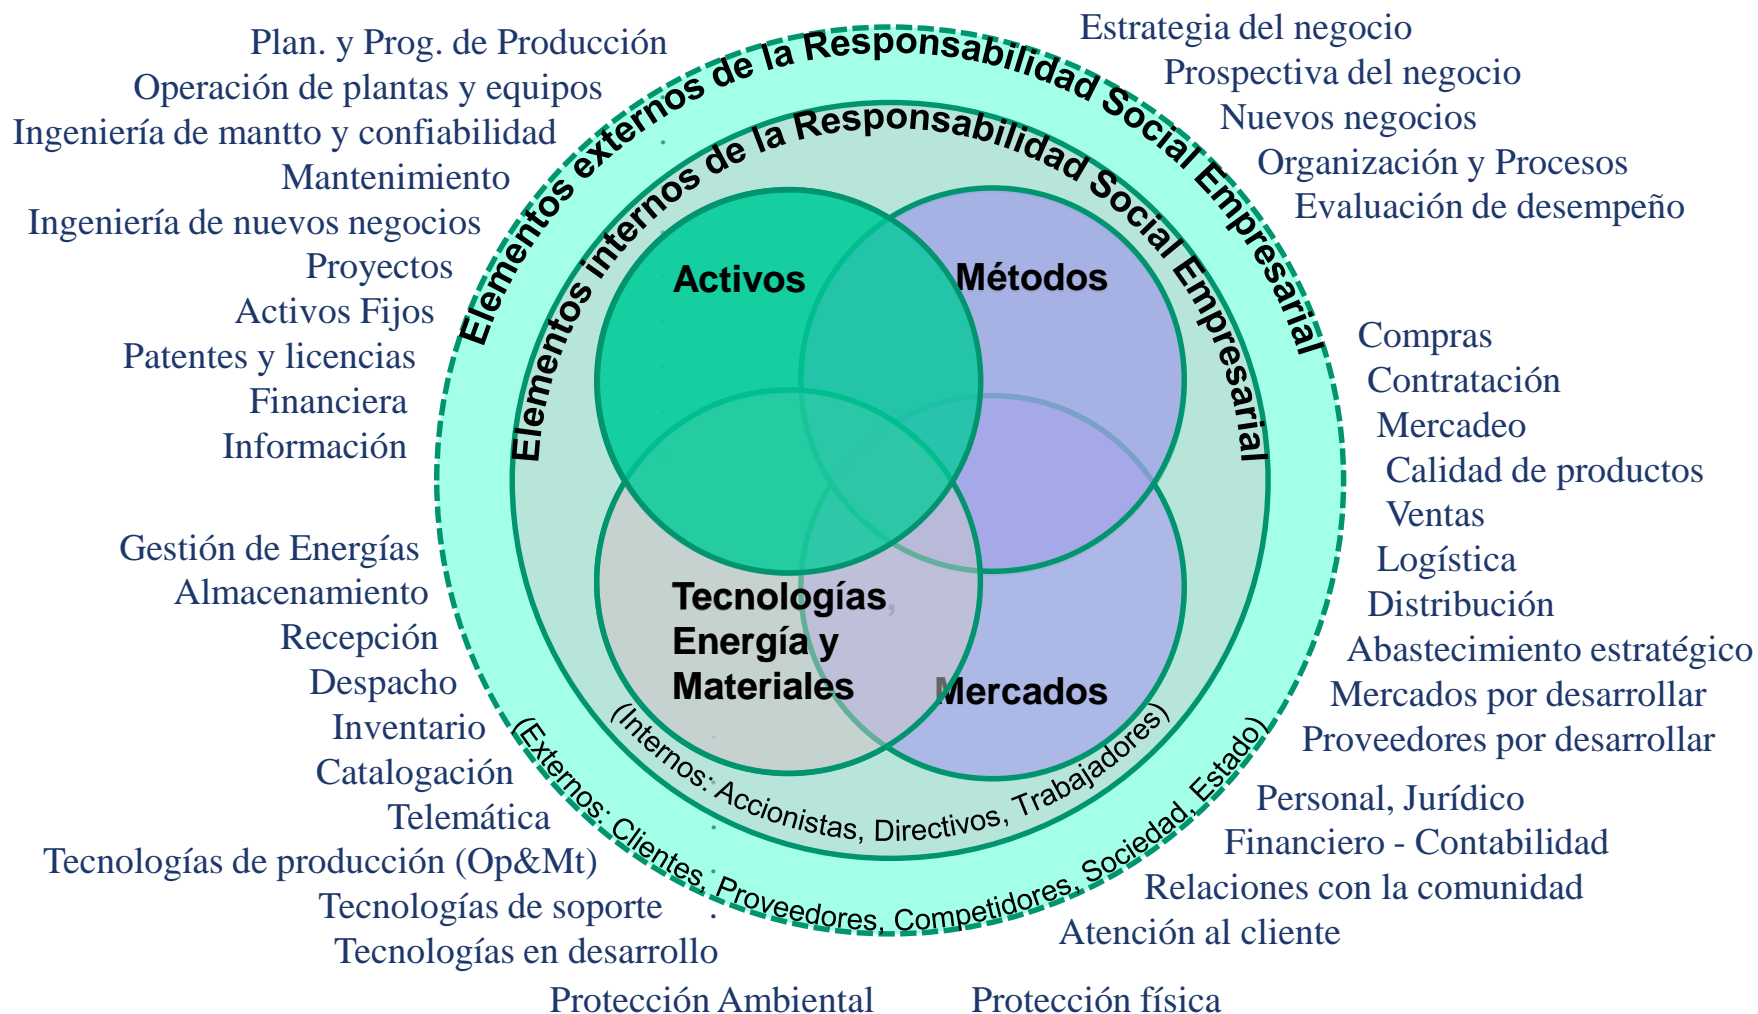 Plan. y Prog. de Producción
Operación de plantas y equipos
Ingeniería de mantto y confiabilidad
Mantenimiento
Ingeniería de nuevos negocios
Proyectos
Activos Fijos
Patentes y licencias
Financiera
Información
Gestión de Energías
Almacenamiento
Recepción
Despacho
Inventario
Catalogación
Telemática
Tecnologías de producción (Op&Mt)
Tecnologías de soporte
Tecnologías en desarrollo
Protección Ambiental
Elementos externos de la Responsabilidad Social Empresarial
Elementos internos de la Responsabilidad Social Empresarial
Activos
Métodos
Tecnologías,
Energía y
Materiales
Mercados
(Internos: Accionistas, Directivos, Trabajadores)
(Externos: Clientes, Proveedores, Competidores, Sociedad, Estado)
Estrategia del negocio
Prospectiva del negocio
Nuevos negocios
Organización y Procesos
Evaluación de desempeño
Compras
Contratación
Mercadeo
Calidad de productos
Ventas
Logística
Distribución
Abastecimiento estratégico
Mercados por desarrollar
Proveedores por desarrollar
Personal, Jurídico
Financiero - Contabilidad
Relaciones con la comunidad
Atención al cliente
Protección física